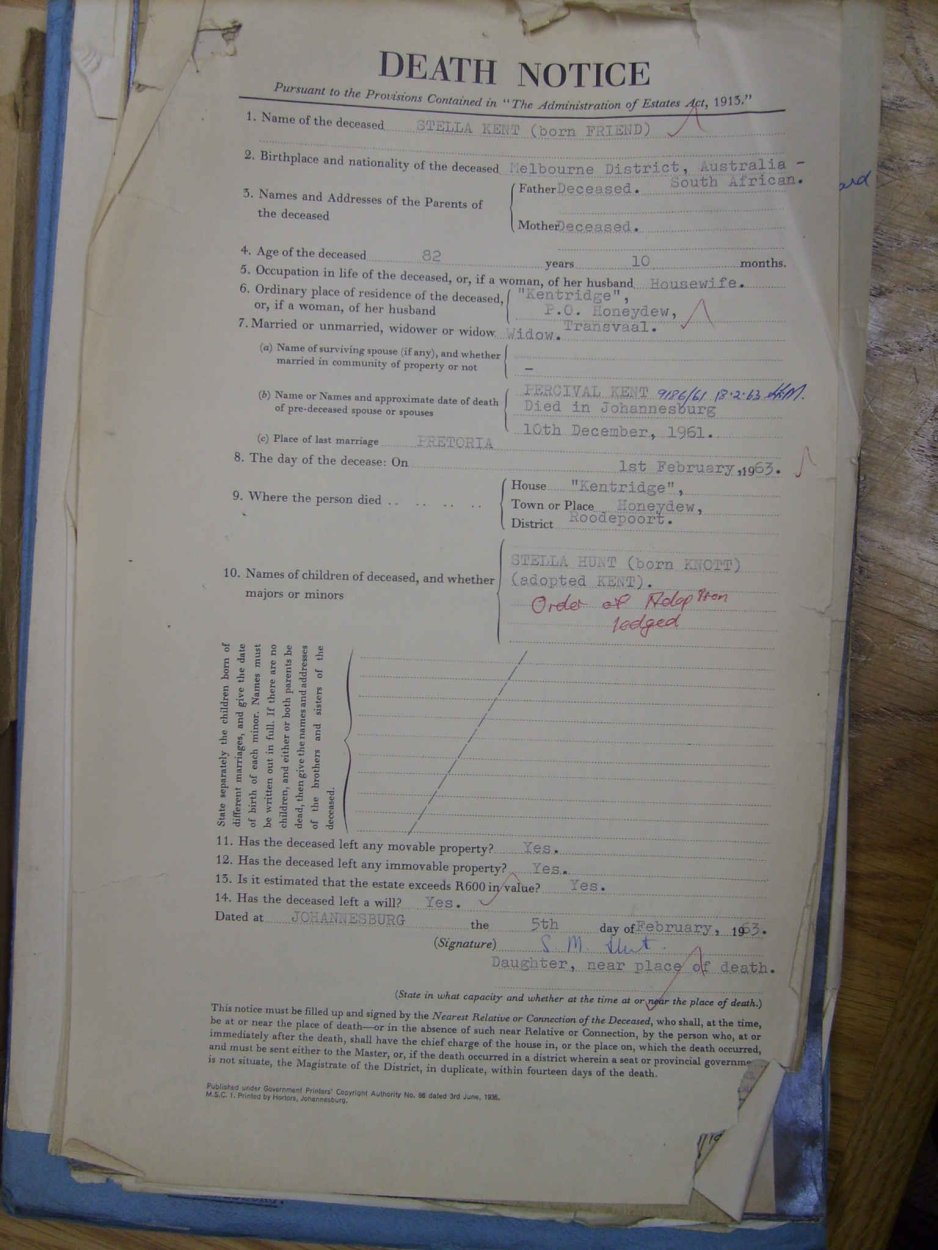 DEATH NOTICE
Pursuant to the Provisions Contained in "The Administration of Estates Act, 1913."
1. Name of the deceased STELLA KENT (born FRIEND)
2. Birthplace and nationality of the deceased Melbourne District, Australia -
South African.
3. Names and Addresses of the Parents of
the deceased
Father Deceased.
Mother Deceased.
4. Age of the deceased 82 years 10 months.
5. Occupation in life of the deceased, or, if a woman, of her husband Housewife.
6. Ordinary place of residence of the deceased,
or, if a woman, of her husband
"Kentridge",
P.O. Honeydew,
Transvaal.
7. Married or unmarried, widower or widow Widow.
(a) Name of surviving spouse (if any), and whether
married in community of property or not
–
(b) Name or Names and approximate date of death
of pre-deceased spouse or spouses
PERCIVAL KENT 9186/61 18.2.63
Died in Johannesburg
10th December, 1961.
(c) Place of last marriage PRETORIA
8. The day of the decease: On 1st February, 1963.
9. Where the person died .. .. .. ..
House "Kentridge",
Town or Place Honeydew,
District Roodepoort.
10. Names of children of deceased, and whether
majors or minors
STELLA HUNT (born KNOTT)
(adopted KENT).
Order of Adoption
lodged
State separately the children born of
different marriages, and give the date
of birth of each minor. Names must
be written out in full. If there are no
children, and either or both parents be
dead, then give the names and addresses
of the brothers and sisters of the
deceased.
11. Has the deceased left any movable property? Yes.
12. Has the deceased left any immovable property? Yes.
13. Is it estimated that the estate exceeds R600 in value? Yes.
14. Has the deceased left a will? Yes.
Dated at JOHANNESBURG the 5th day of February, 1963.
(Signature) S M Hunt.
Daughter, near place of death.
(State in what capacity and whether at the time at or near the place of death.)
This notice must be filled up and signed by the Nearest Relative or Connection of the Deceased, who shall, at the time,
be at or near the place of death—or in the absence of such near Relative or Connection, by the person who, at or
immediately after the death, shall have the chief charge of the house in, or the place on, which the death occurred,
and must be sent either to the Master, or, if the death occurred in a district wherein a seat or provincial governme
is not situate, the Magistrate of the District, in duplicate, within fourteen days of the death.
Published under Government Printers' Copyright Authority No. 86 dated 3rd June, 1936.
M.S.C. 1. Printed by Hortors, Johannesburg.